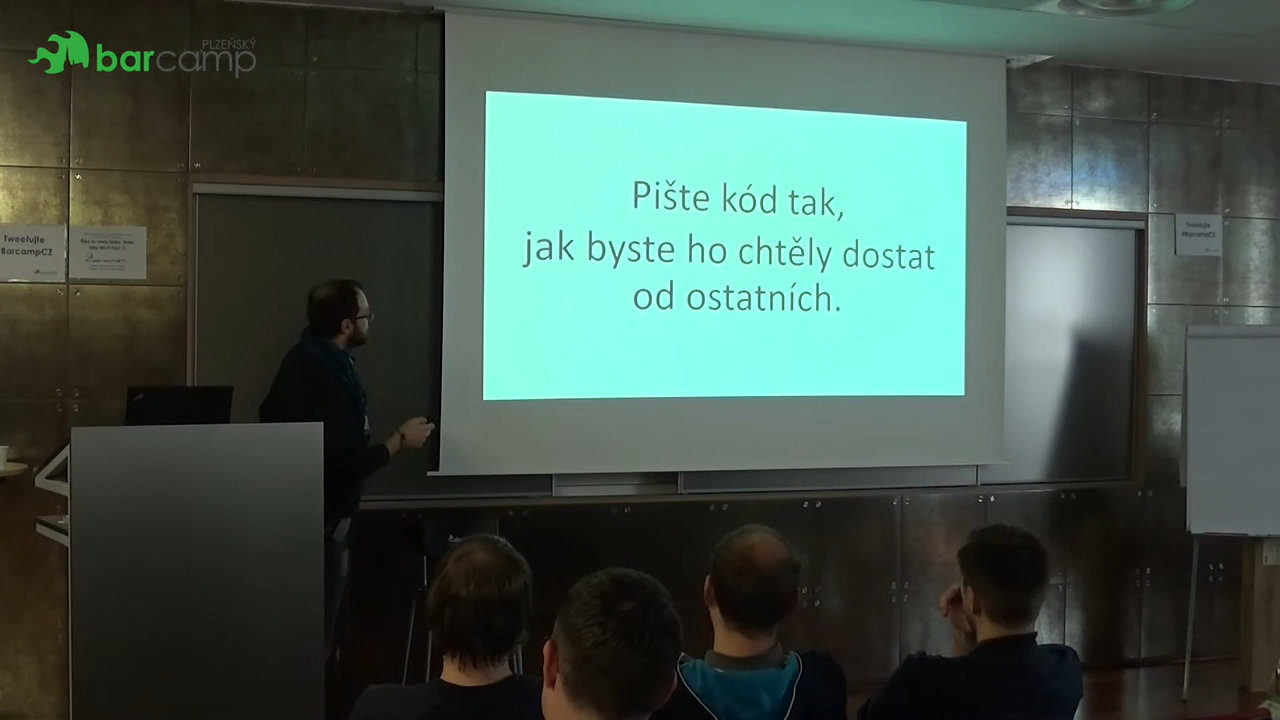 PLZEŇSKÝ
barcamp
Pište kód tak,
jak byste ho chtěly dostat
od ostatních.
Tweetujte
#BarcampCZ
Tweetujte
#BarcampCZ